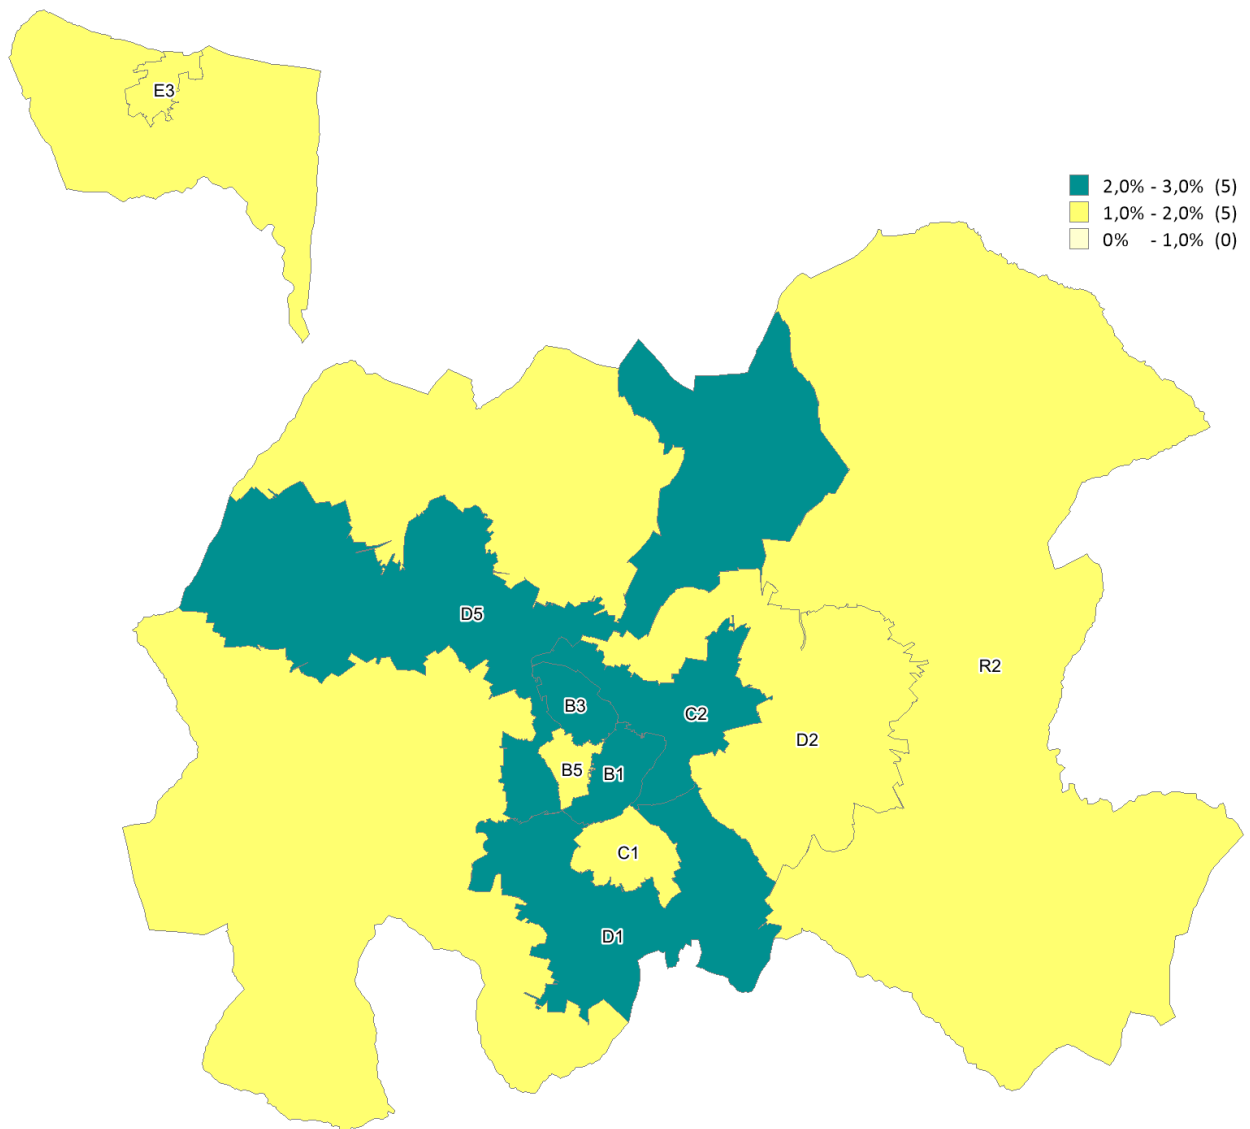 E3
2,0% - 3,0% (5)
1,0% - 2,0% (5)
0% - 1,0% (0)
D5
R2
B3
C2
D2
B5
B1
C1
D1